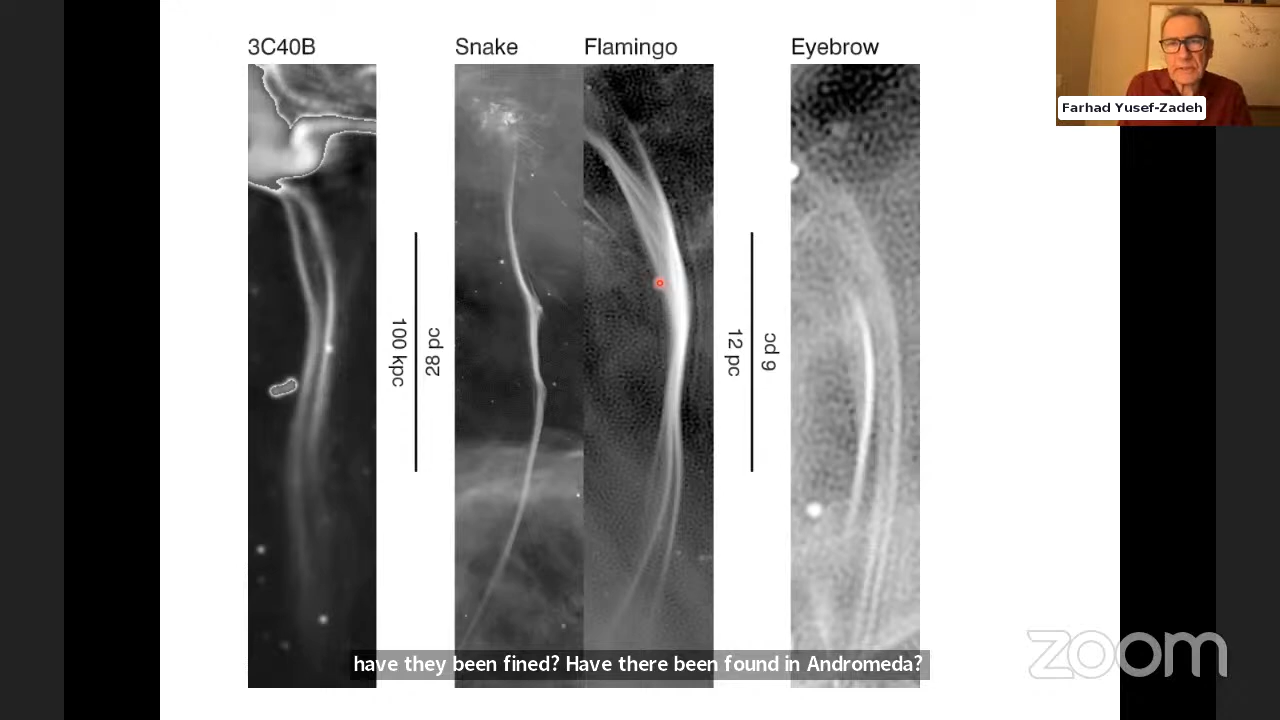 3C40B
Snake
Flamingo
Eyebrow
Farhad Yusef-Zadeh
100 kpc
28 pc
12 pc
6 pc
have they been fined? Have there been found in Andromeda?
zoom